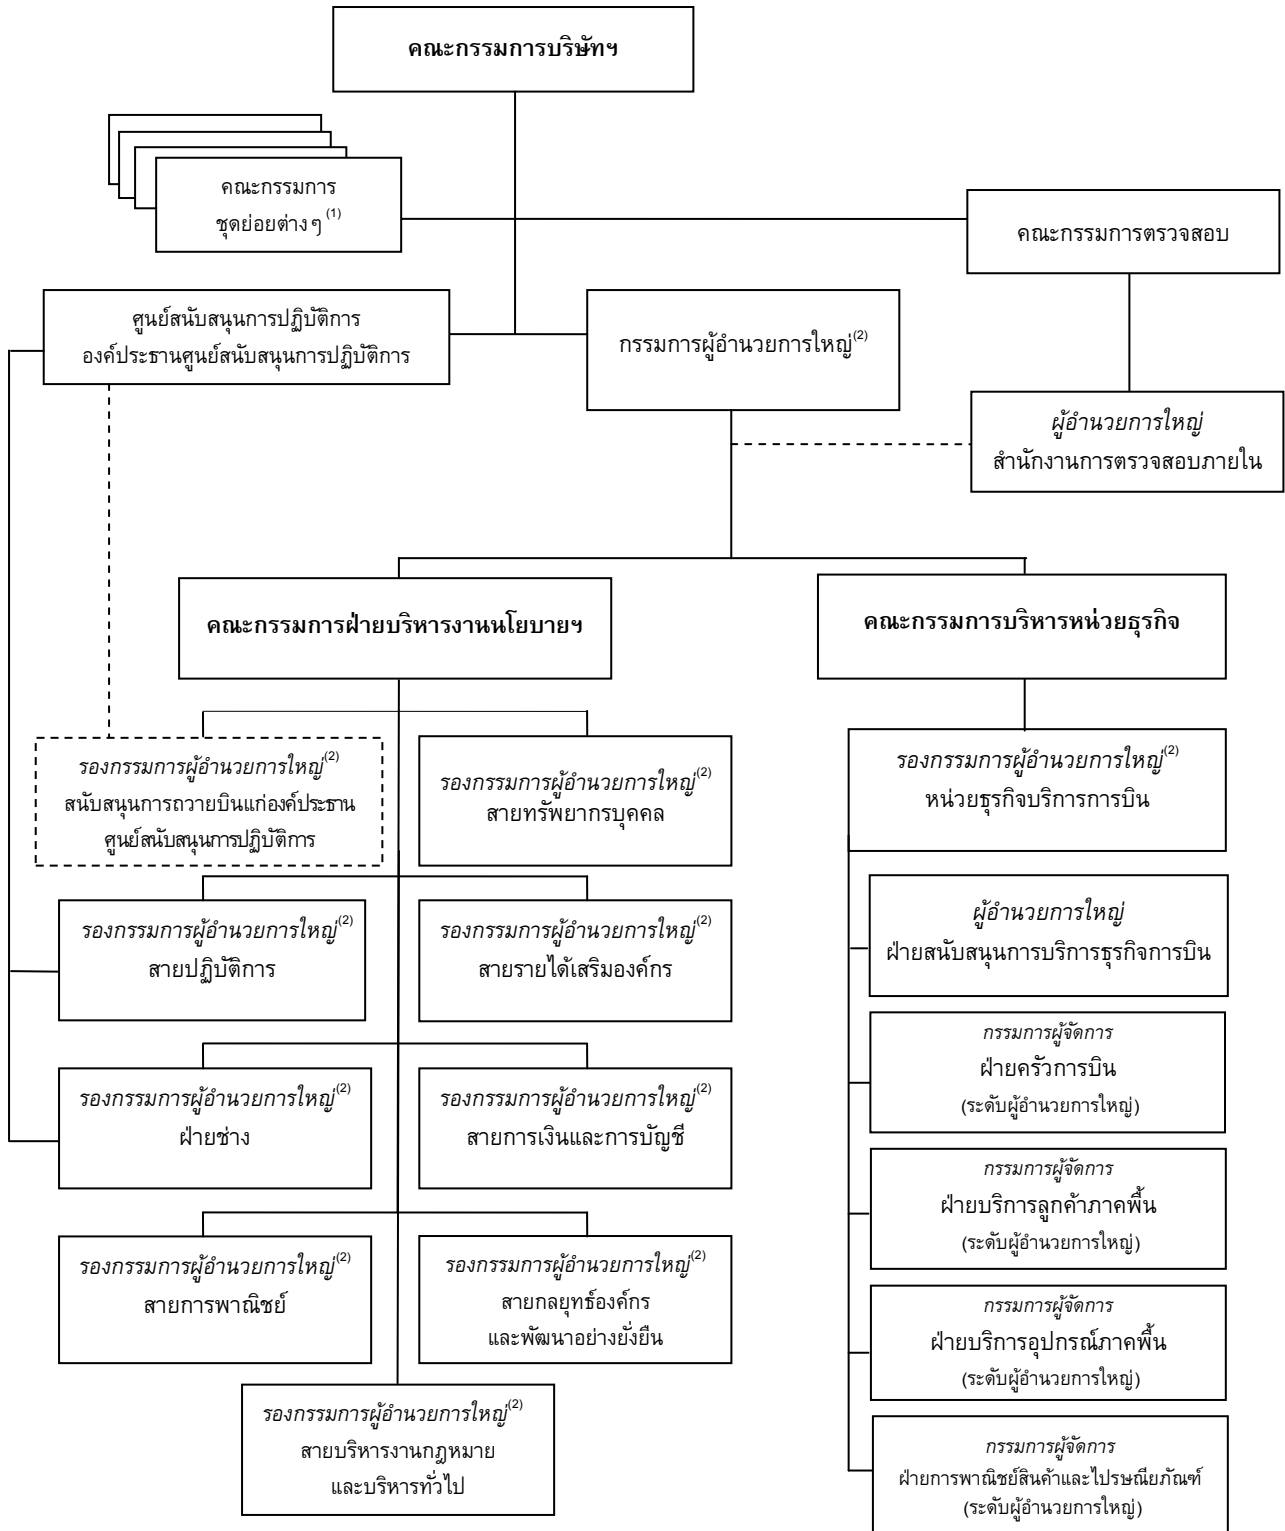 คณะกรรมการบริษัทฯ
คณะกรรมการ
ชุดย่อยต่างๆ(1)
คณะกรรมการตรวจสอบ
ศูนย์สนับสนุนการปฏิบัติการ
องค์ประธานศูนย์สนับสนุนการปฏิบัติการ
กรรมการผู้อำนวยการใหญ่(2)
ผู้อำนวยการใหญ่
สำนักงานการตรวจสอบภายใน
คณะกรรมการฝ่ายบริหารงานนโยบายฯ
คณะกรรมการบริหารหน่วยธุรกิจ
รองกรรมการผู้อำนวยการใหญ่(2)
สนับสนุนการถวายบินแก่องค์ประธาน
ศูนย์สนับสนุนการปฏิบัติการ
รองกรรมการผู้อำนวยการใหญ่(2)
สายทรัพยากรบุคคล
รองกรรมการผู้อำนวยการใหญ่(2)
หน่วยธุรกิจบริการการบิน
รองกรรมการผู้อำนวยการใหญ่(2)
สายปฏิบัติการ
รองกรรมการผู้อำนวยการใหญ่(2)
สายรายได้เสริมองค์กร
ผู้อำนวยการใหญ่
ฝ่ายสนับสนุนการบริการธุรกิจการบิน
กรรมการผู้จัดการ
ฝ่ายครัวการบิน
(ระดับผู้อำนวยการใหญ่)
รองกรรมการผู้อำนวยการใหญ่(2)
ฝ่ายช่าง
รองกรรมการผู้อำนวยการใหญ่(2)
สายการเงินและการบัญชี
กรรมการผู้จัดการ
ฝ่ายบริการลูกค้าภาคพื้น
(ระดับผู้อำนวยการใหญ่)
รองกรรมการผู้อำนวยการใหญ่(2)
สายการพาณิชย์
รองกรรมการผู้อำนวยการใหญ่(2)
สายกลยุทธ์องค์กร
และพัฒนาอย่างยั่งยืน
กรรมการผู้จัดการ
ฝ่ายบริการอุปกรณ์ภาคพื้น
(ระดับผู้อำนวยการใหญ่)
รองกรรมการผู้อำนวยการใหญ่(2)
สายบริหารงานกฎหมาย
และบริหารทั่วไป
กรรมการผู้จัดการ
ฝ่ายการพาณิชย์สินค้าและไปรษณียภัณฑ์
(ระดับผู้อำนวยการใหญ่)